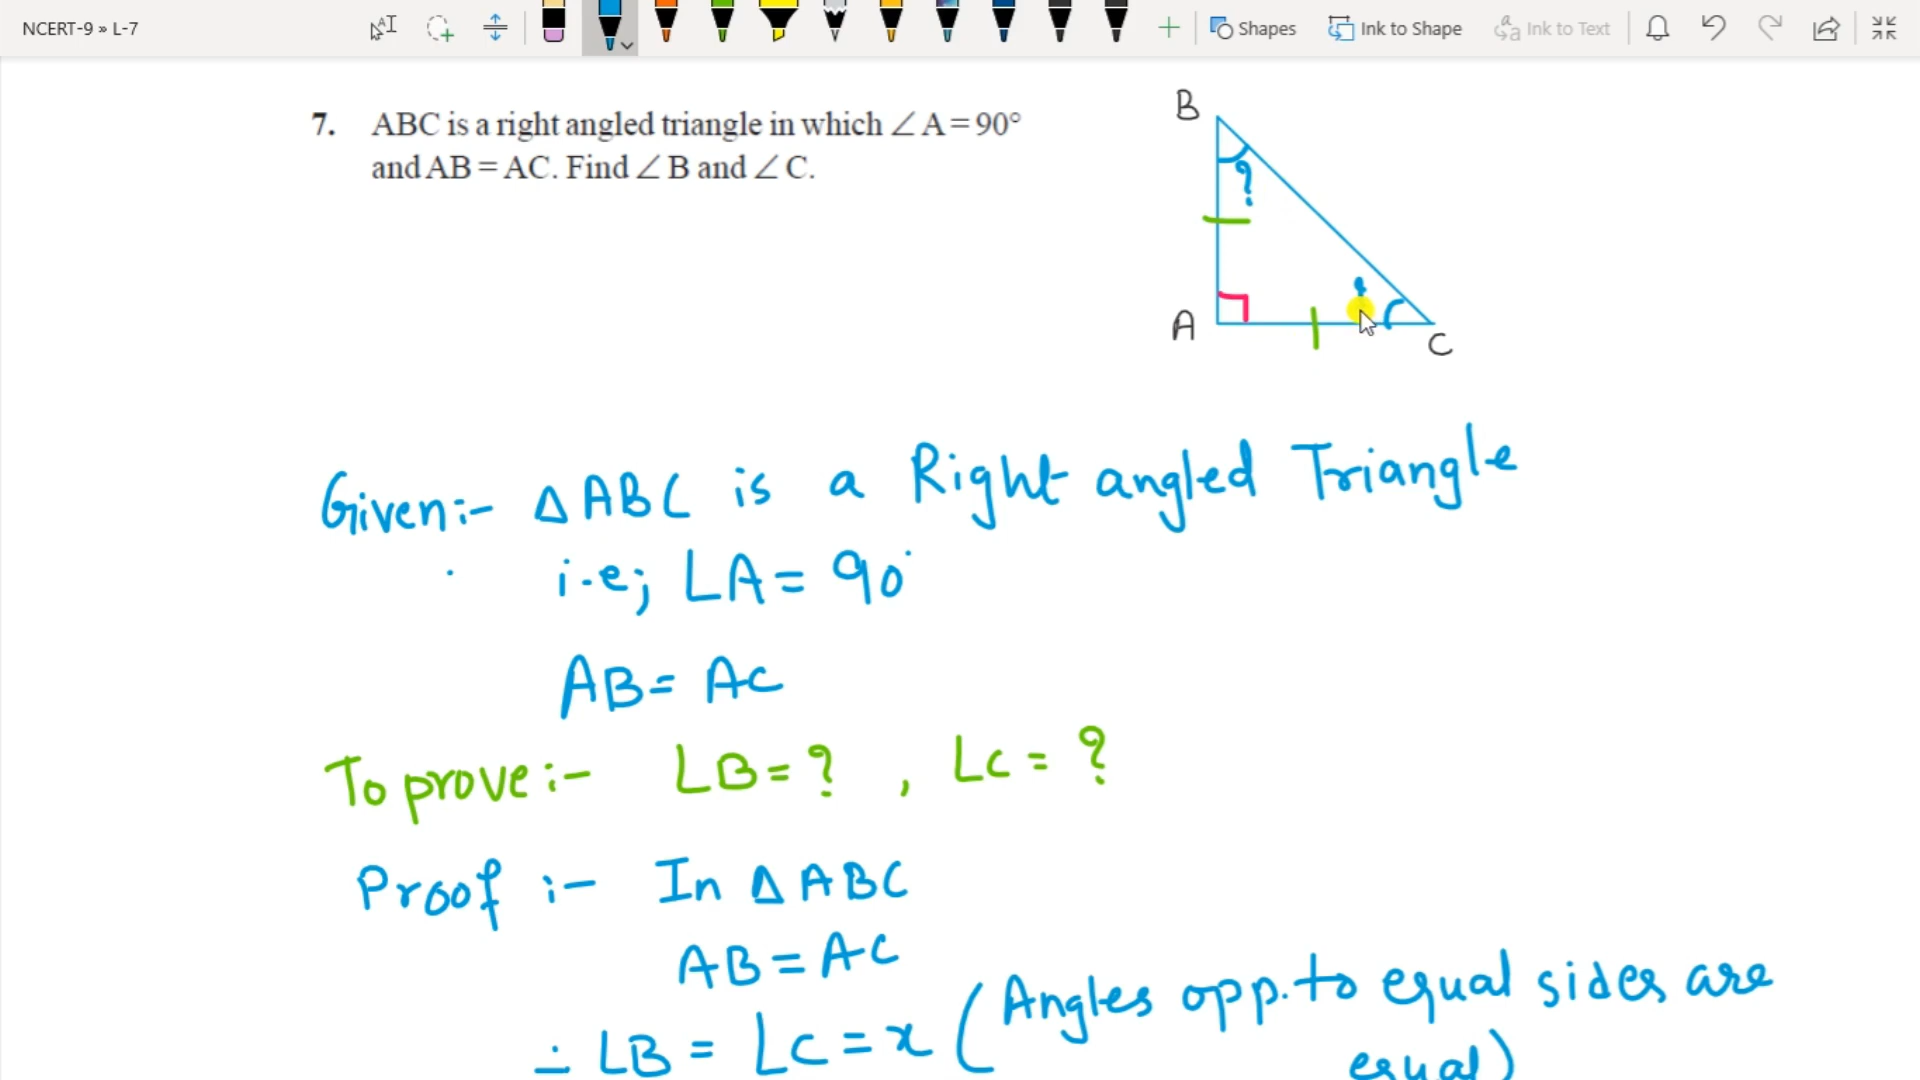 NCERT-9 » L-7
Shapes
Ink to Shape
Ink to Text
7. ABC is a right angled triangle in which ∠A = 90°
and AB = AC. Find ∠B and ∠C.
B
?
A
C
Given:- △ABC is a Right angled Triangle
i.e; ∠A = 90°
AB = AC
To prove:- ∠B = ? , ∠C = ?
Proof :- In △ABC
AB = AC
∴ ∠B = ∠C = x (Angles opp. to equal sides are
equal)